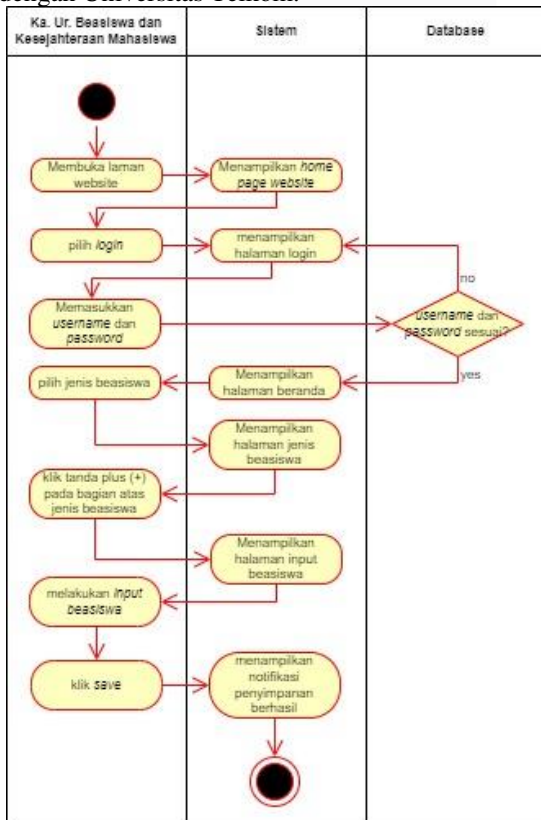 dengan Universitas Telkom.
Ka. Ur. Beasiswa dan
Kesejahteraan Mahasiswa
Sistem
Database
Membuka laman
website
Menampilkan home
page website
pilih login
menampilkan
halaman login
no
Memasukkan
username dan
password
username dan
password sesuai?
yes
pilih jenis beasiswa
Menampilkan
halaman beranda
Menampilkan
halaman jenis
beasiswa
klik tanda plus (+)
pada bagian atas
jenis beasiswa
Menampilkan
halaman input
beasiswa
melakukan input
beasiswa
klik save
menampilkan
notifikasi
penyimpanan
berhasil